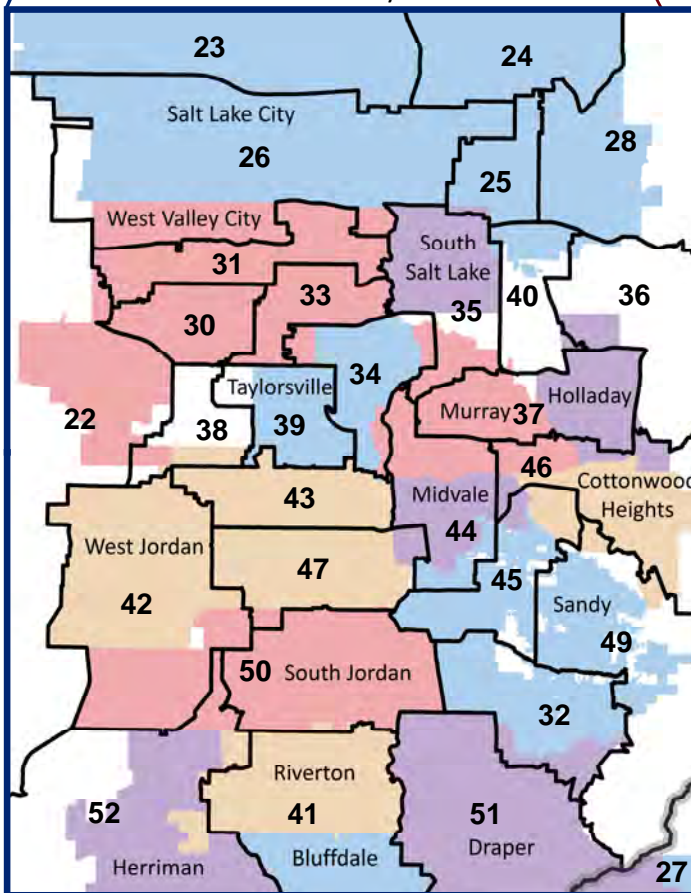 23
24
Salt Lake City
26
28
25
West Valley City
31
South
Salt Lake
33
35
40
36
30
Taylorsville
34
22
38
39
Murray 37
Holladay
46
43
Midvale
Cottonwood
Heights
44
West Jordan
47
45
42
Sandy
49
50 South Jordan
32
Riverton
52
41
51
Draper
Herriman
Bluffdale
27